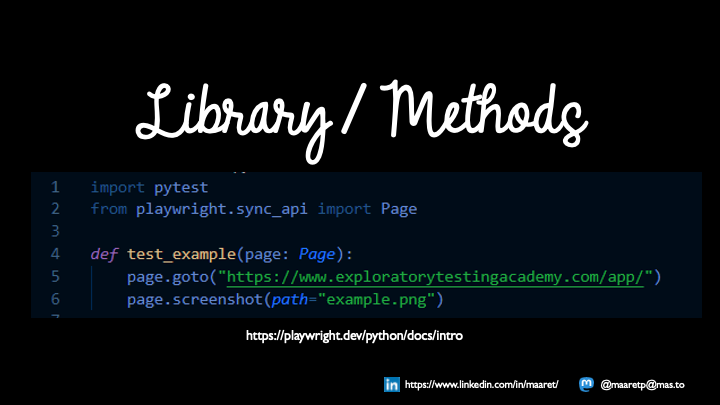 Library / Methods
1 import pytest
2 from playwright.sync_api import Page
3
4 def test_example(page: Page):
5 page.goto("https://www.exploratorytestingacademy.com/app/")
6 page.screenshot(path="example.png")
https://playwright.dev/python/docs/intro
https://www.linkedin.com/in/maaret/ @maaretp@mas.to